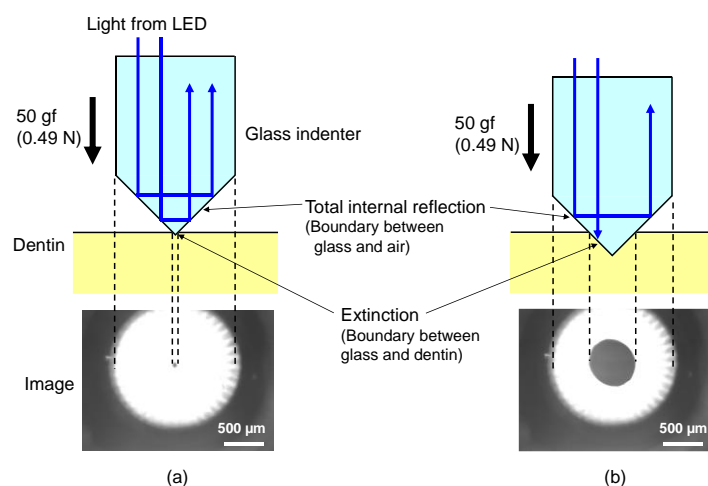 Light from LED
50 gf
(0.49 N)
Glass indenter
50 gf
(0.49 N)
Total internal reflection
(Boundary between
glass and air)
Dentin
Extinction
(Boundary between
glass and dentin)
Image
500 µm
500 µm
(a)
(b)